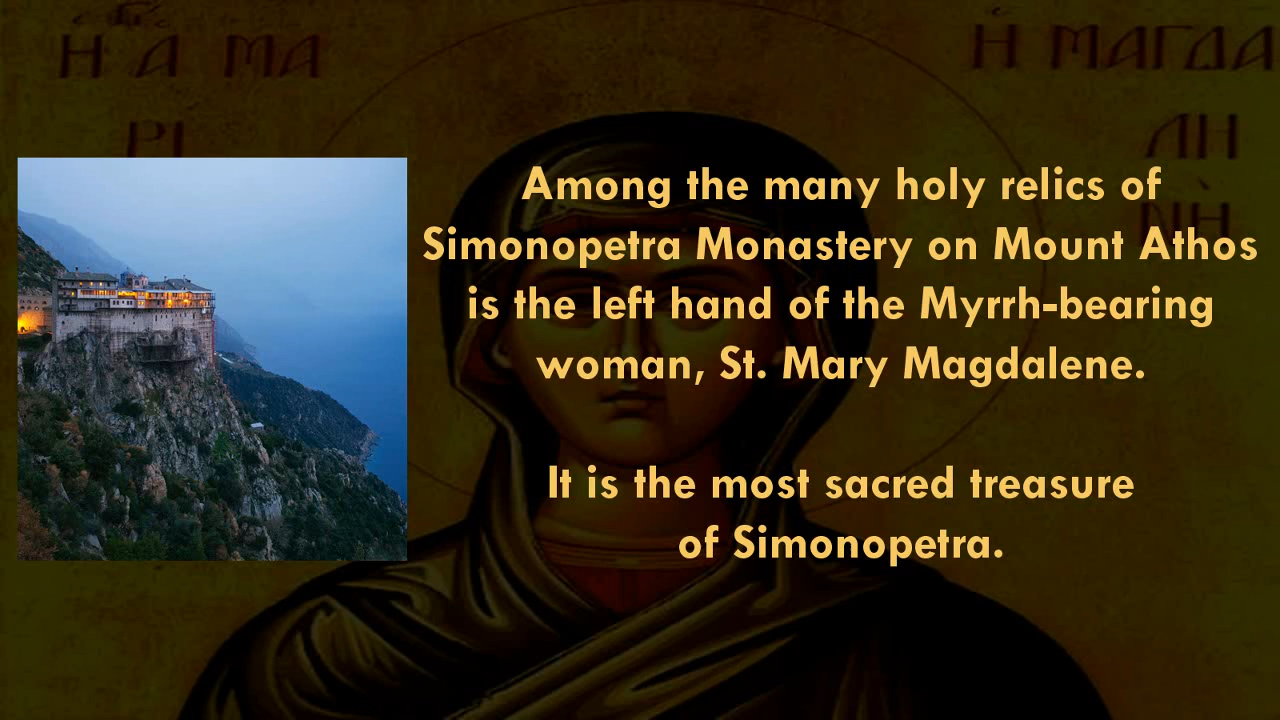 Ἡ ἁ ΜΑ
ΡΙ
Ἡ ΜΑΓΔΑ
ΛΗ
ΝΗ
Among the many holy relics of
Simonopetra Monastery on Mount Athos
is the left hand of the Myrrh-bearing
woman, St. Mary Magdalene.
It is the most sacred treasure
of Simonopetra.